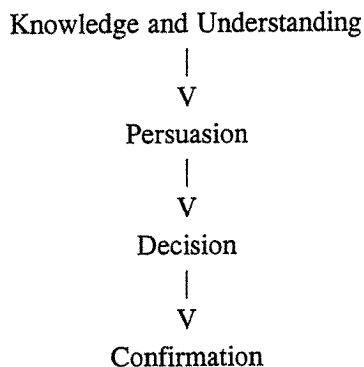 Knowledge and Understanding
|
V
Persuasion
|
V
Decision
|
V
Confirmation